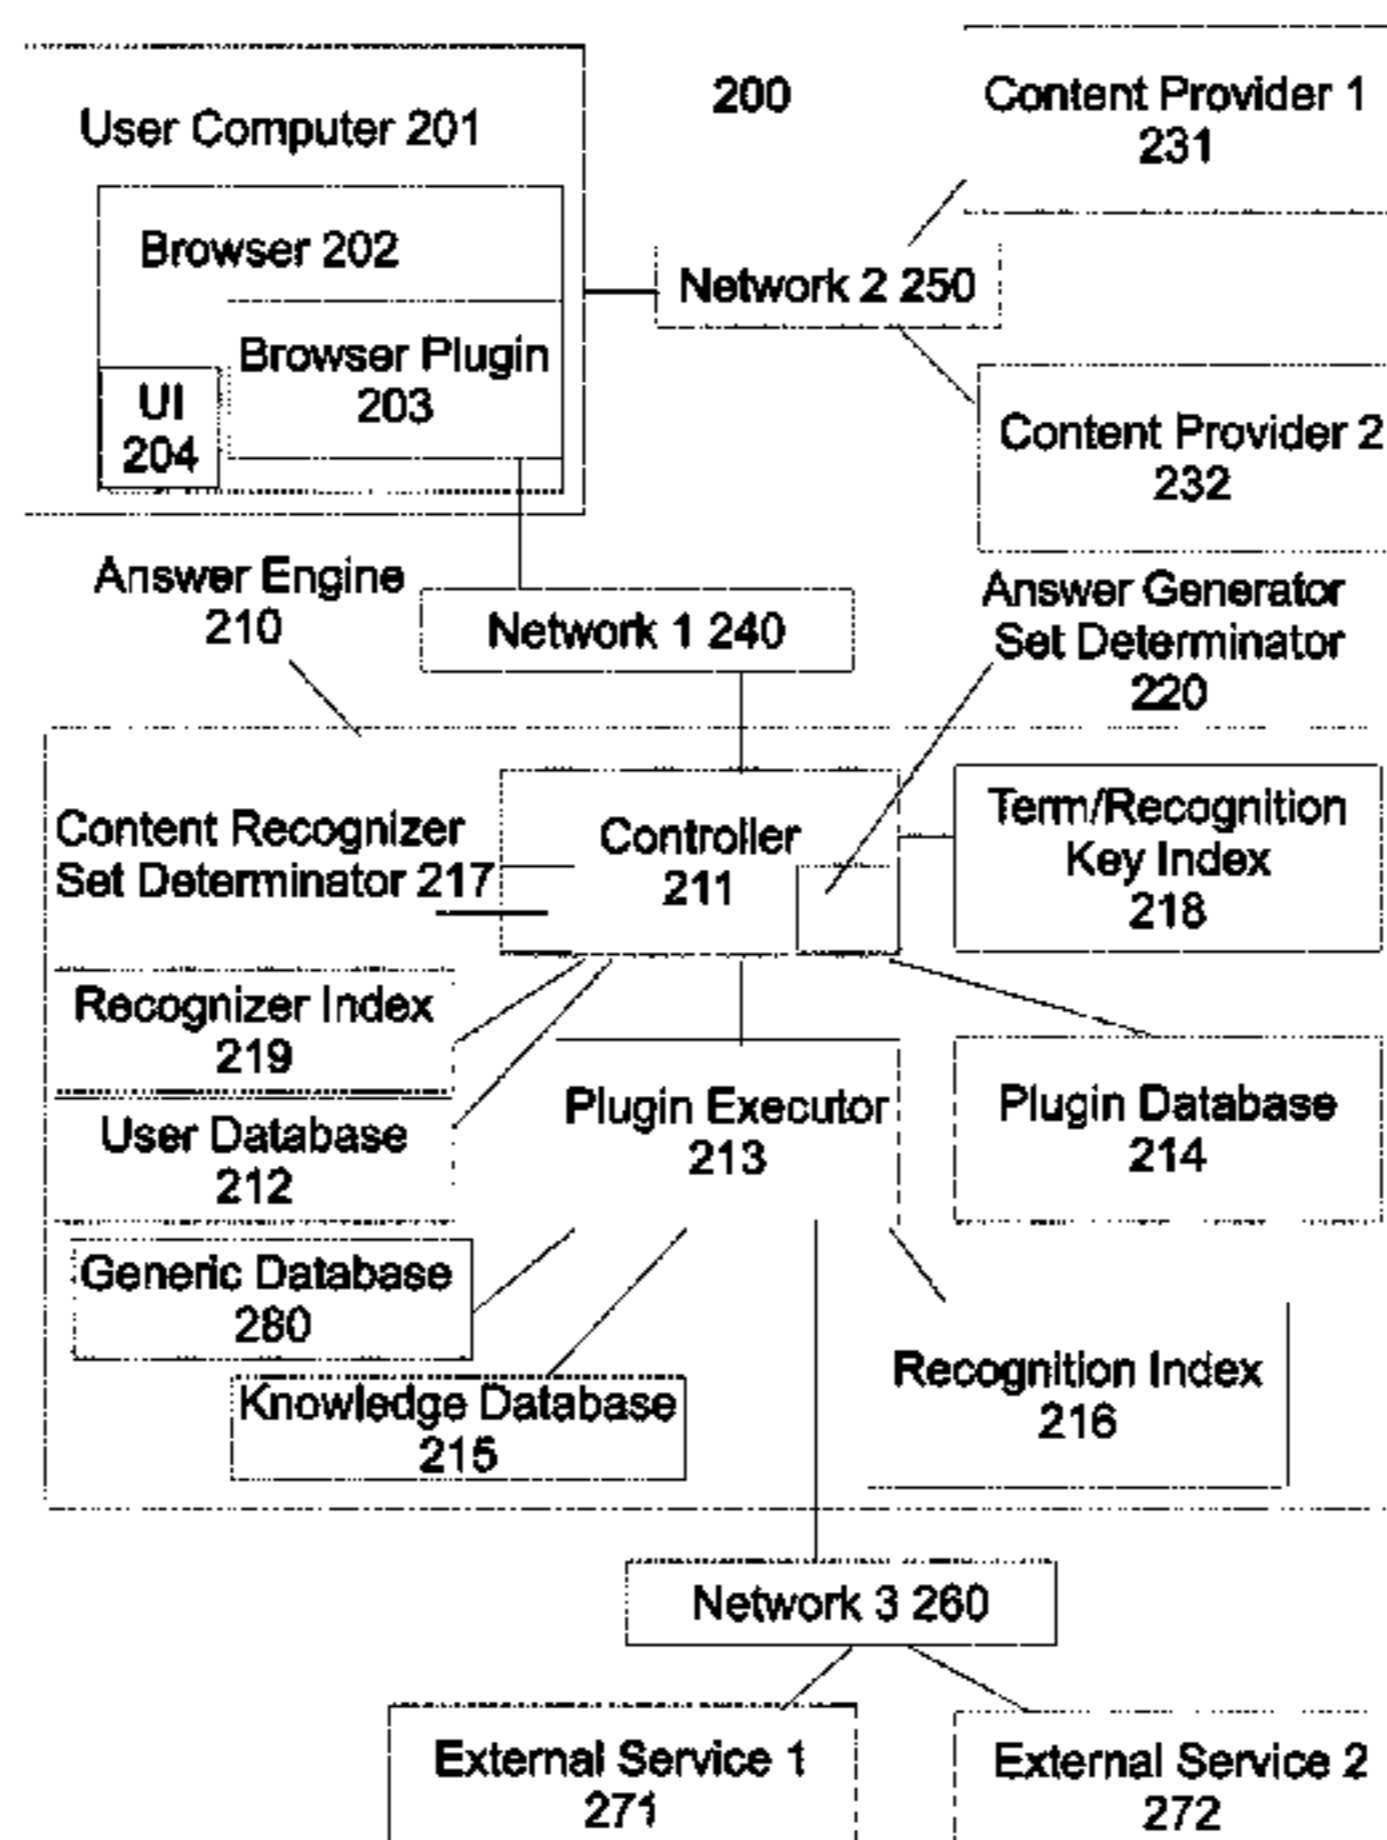 200
User Computer 201
Browser 202
Browser Plugin
203
UI
204
Content Provider 1
231
Network 2 250
Content Provider 2
232
Answer Engine
210
Network 1 240
Answer Generator
Set Determinator
220
Content Recognizer
Set Determinator 217
Controller
211
Term/Recognition
Key Index
218
Recognizer Index
219
User Database
212
Plugin Executor
213
Plugin Database
214
Generic Database
280
Knowledge Database
215
Recognition Index
216
Network 3 260
External Service 1
271
External Service 2
272